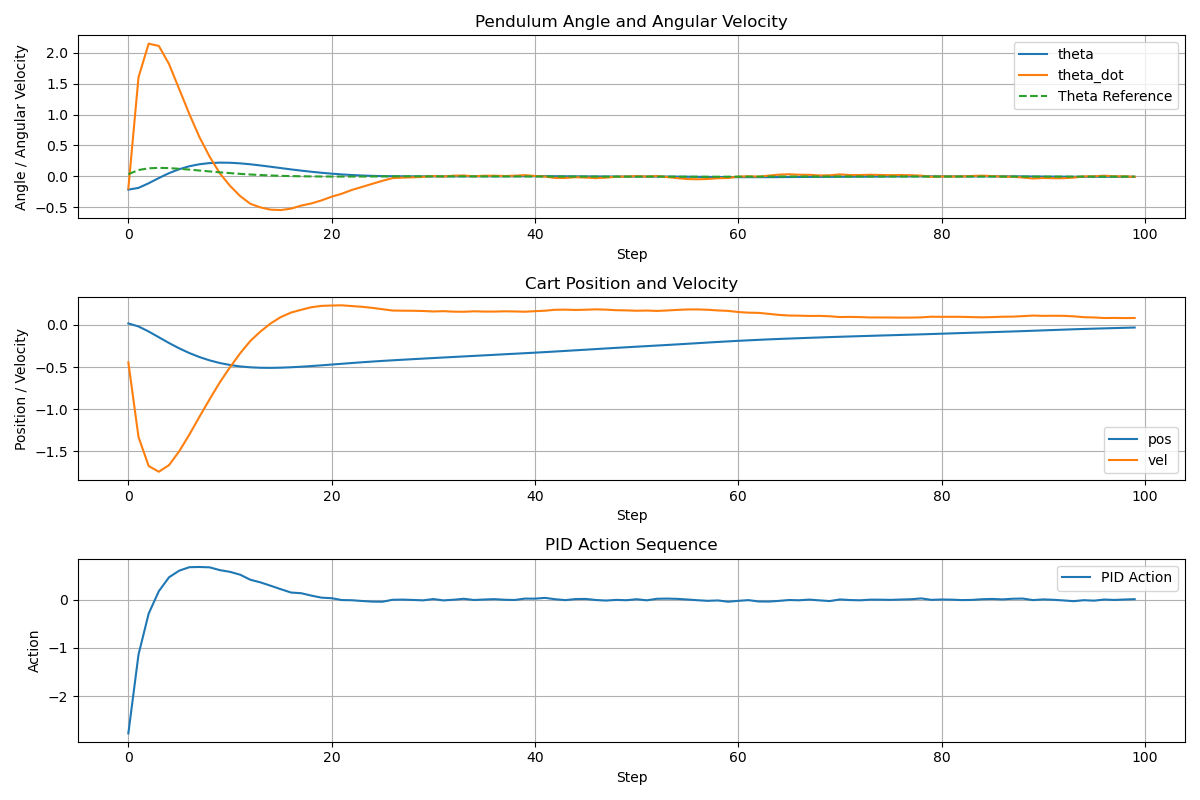 Pendulum Angle and Angular Velocity
Angle / Angular Velocity
2.0
1.5
1.0
0.5
0.0
−0.5
theta
theta_dot
Theta Reference
0 20 40 60 80 100
Step
Cart Position and Velocity
Position / Velocity
0.0
−0.5
−1.0
−1.5
pos
vel
0 20 40 60 80 100
Step
PID Action Sequence
Action
0
−1
−2
PID Action
0 20 40 60 80 100
Step